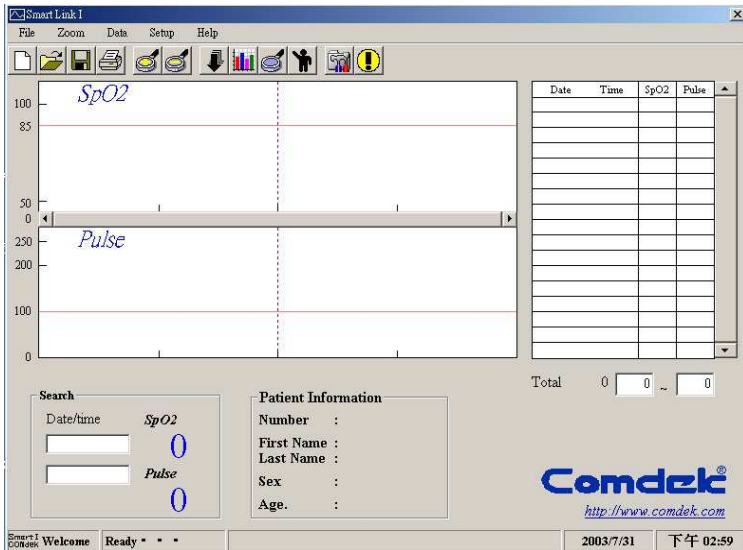 Smart Link I
File Zoom Data Setup Help
SpO2
100
85
50
0
Pulse
250
200
100
0
Date Time SpO2 Pulse
Total 0 0 ~ 0
Search
Date/time SpO2
0
Pulse
0
Patient Information
Number :
First Name :
Last Name :
Sex :
Age. :
Comdek®
http://www.comdek.com
Smart I
COMdek
Welcome Ready
2003/7/31 下午 02:59